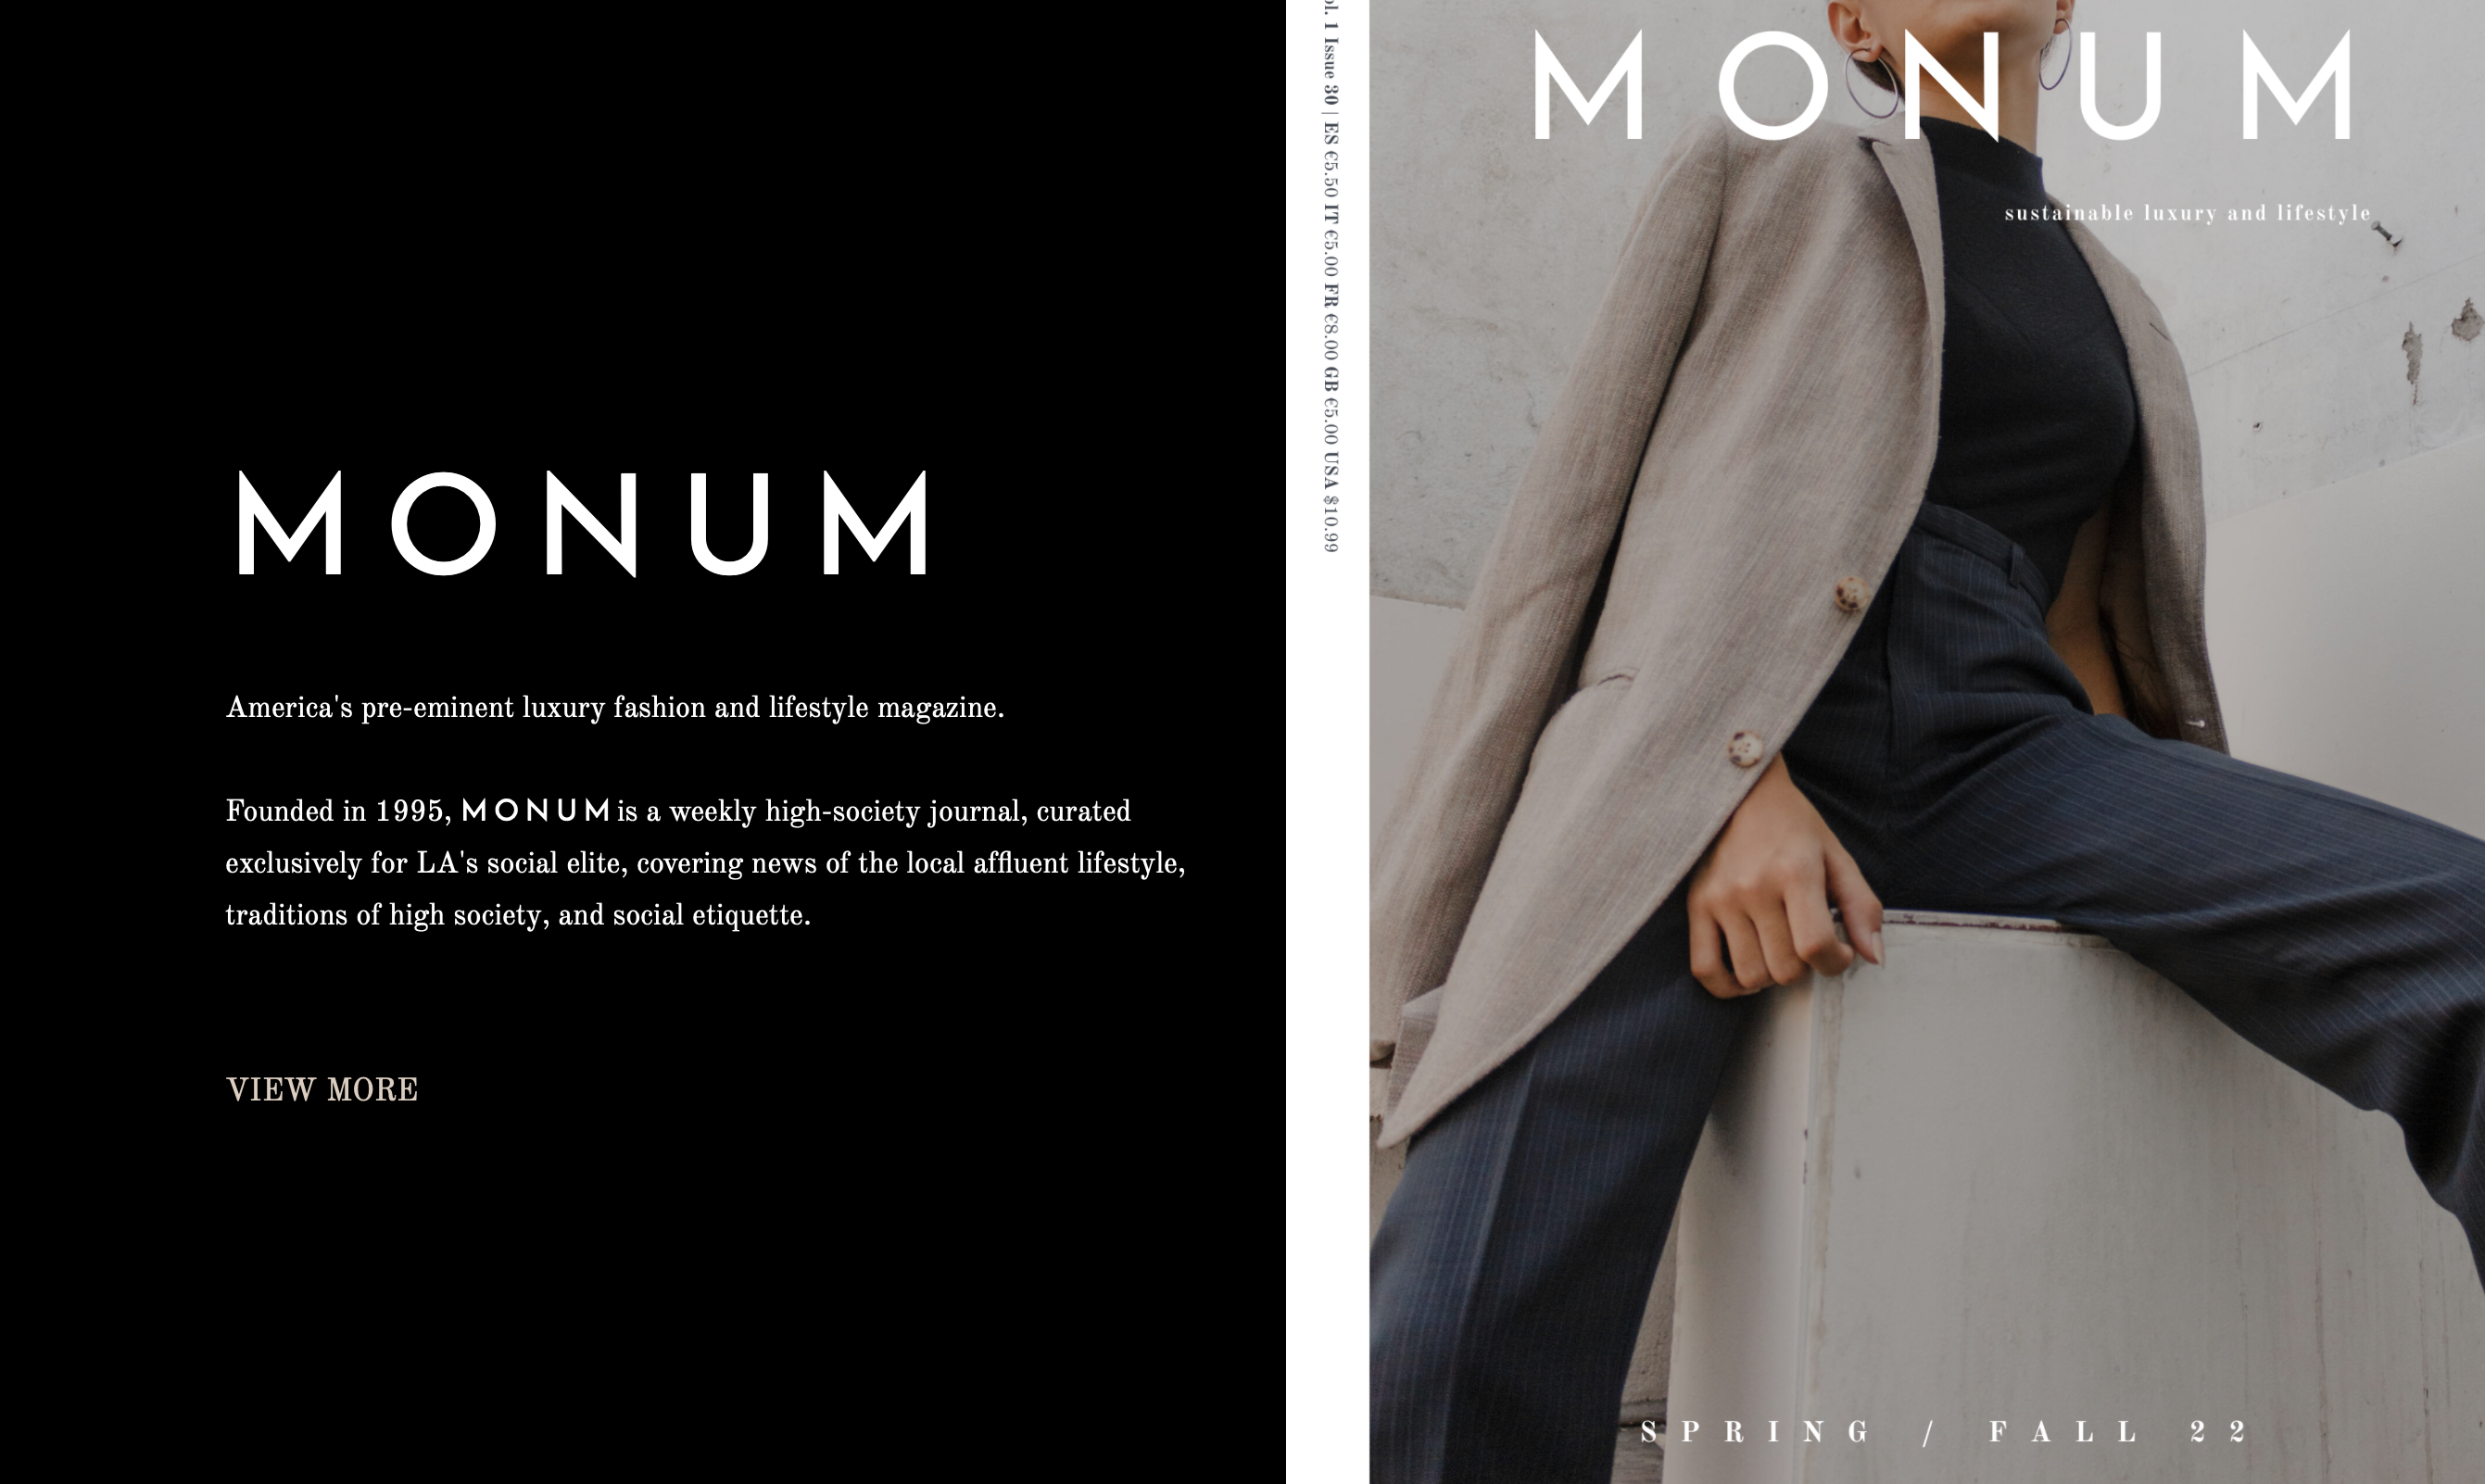 MONUM
America's pre-eminent luxury fashion and lifestyle magazine.
Founded in 1995, MONUM is a weekly high-society journal, curated
exclusively for LA's social elite, covering news of the local affluent lifestyle,
traditions of high society, and social etiquette.
VIEW MORE
1 Issue 30 | ES €5.50 IT €5.00 FR €8.00 GB €5.00 USA $10.99
MONUM
sustainable luxury and lifestyle
SPRING / FALL 22